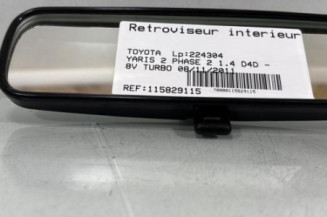 Retroviseur interieur
TOYOTA Lp:224304
YARIS 2 PHASE 2 1.4 D4D -
8V TURBO 08/11/2011
REF:115829115